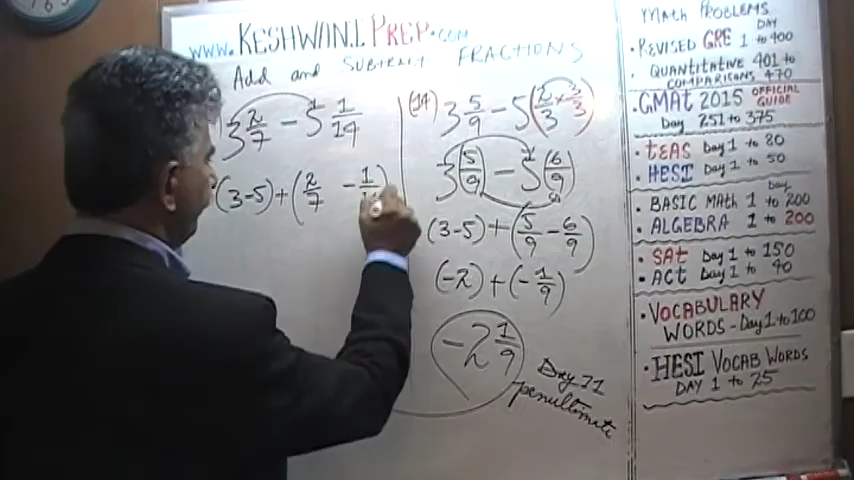 www.KESHWANI PREP.com
Add and SUBTRACT FRACTIONS
3 2/7 - 5 1/14
(3-5)+(2/7 - 1/
(14) 3 5/9 - 5(2/3 × 3/3)
3(5/9) - 5(6/9)
(3-5)+(5/9 - 6/9)
(-2)+(-1/9)
-2 1/9
Day 71
penultimate
MATH PROBLEMS
DAY
• REVISED GRE 1 to 400
• QUANTITATIVE 401 to
COMPARISONS 470
• GMAT 2015 OFFICIAL GUIDE
Day 251 to 375
• TEAS Day 1 to 80
• HESI Day 1 to 50
Day
• BASIC MATH 1 to 200
• ALGEBRA 1 to 200
• SAT Day 1 to 150
• ACT Day 1 to 40
• VOCABULARY
WORDS - Day 1 to 100
• HESI VOCAB WORDS
DAY 1 to 25